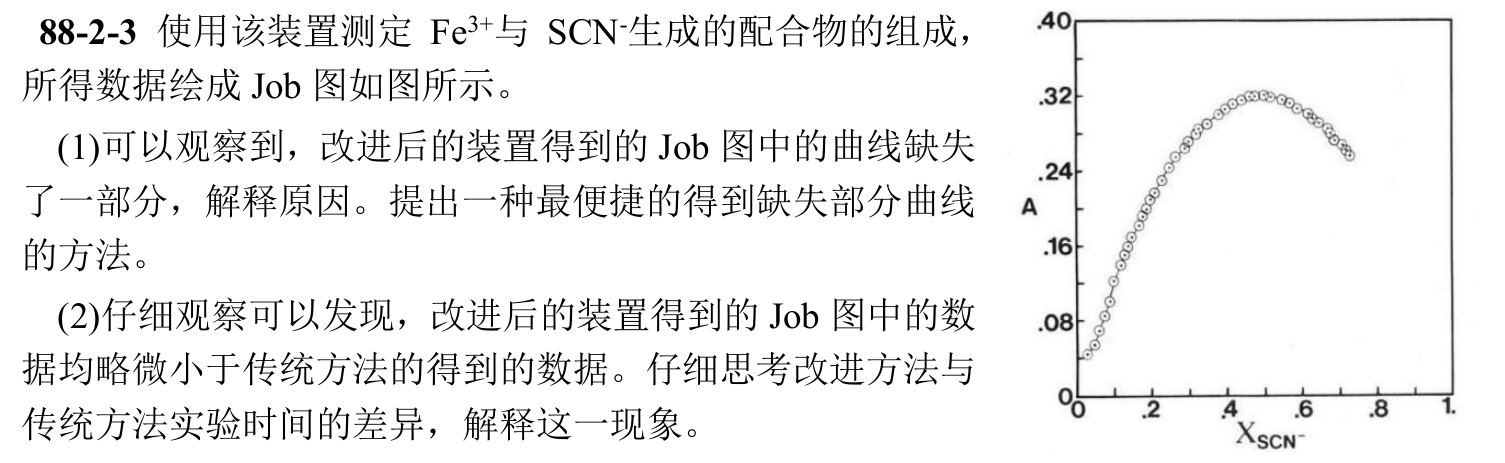 88-2-3 使用该装置测定 Fe³⁺与 SCN⁻生成的配合物的组成，
所得数据绘成 Job 图如图所示。
(1)可以观察到，改进后的装置得到的 Job 图中的曲线缺失
了一部分，解释原因。提出一种最便捷的得到缺失部分曲线
的方法。
(2)仔细观察可以发现，改进后的装置得到的 Job 图中的数
据均略微小于传统方法的得到的数据。仔细思考改进方法与
传统方法实验时间的差异，解释这一现象。
.40
.32
.24
A
.16
.08
0
0 .2 .4 .6 .8 1.
X_SCN⁻